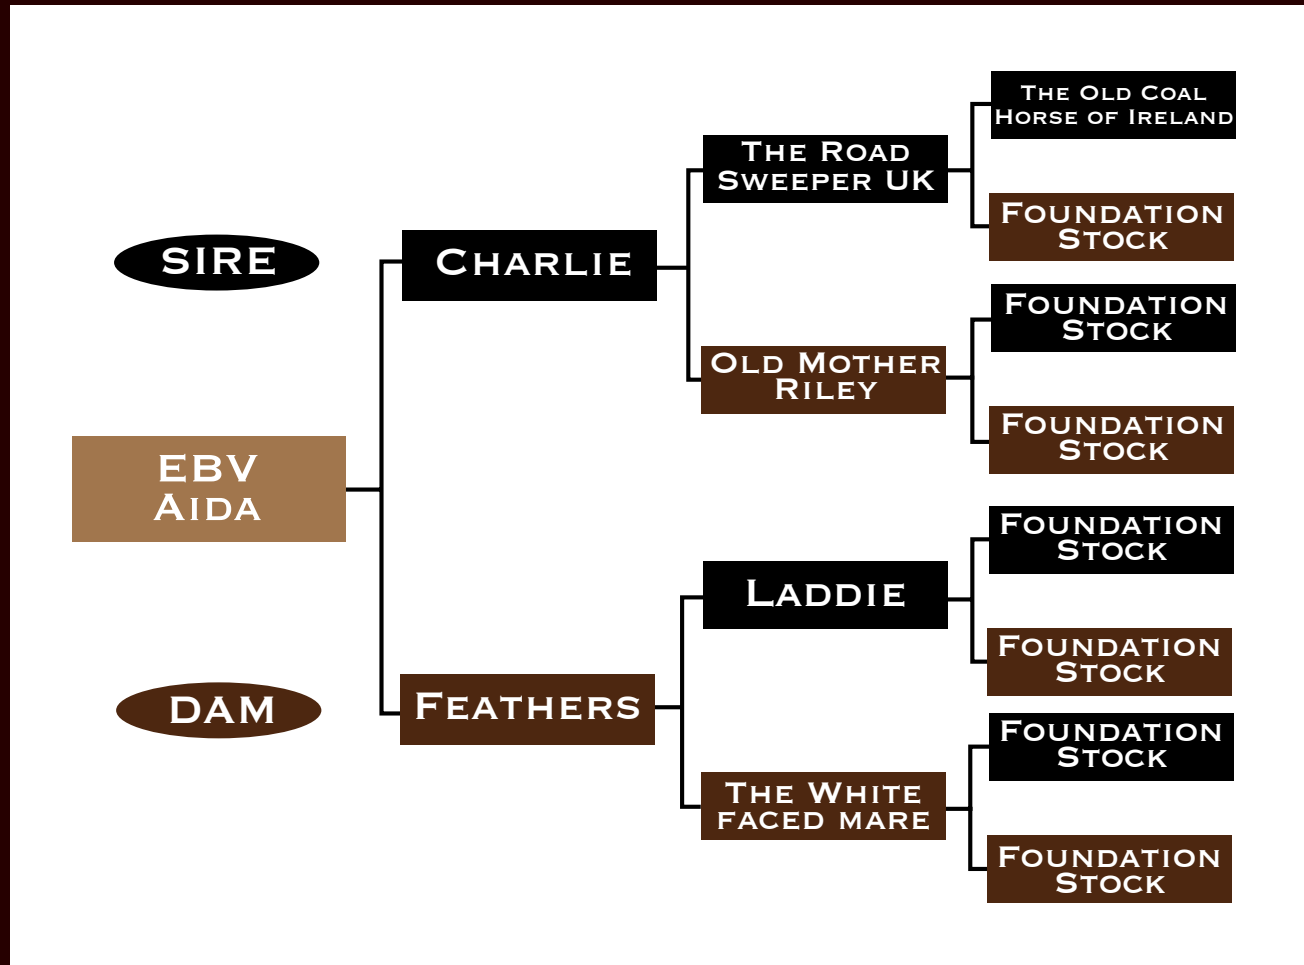 The Old Coal
Horse of Ireland
The Road
Sweeper UK
Foundation
Stock
SIRE
Charlie
Foundation
Stock
Old Mother
Riley
Foundation
Stock
EBV
Aida
Foundation
Stock
Laddie
Foundation
Stock
DAM
Feathers
Foundation
Stock
The White
faced mare
Foundation
Stock